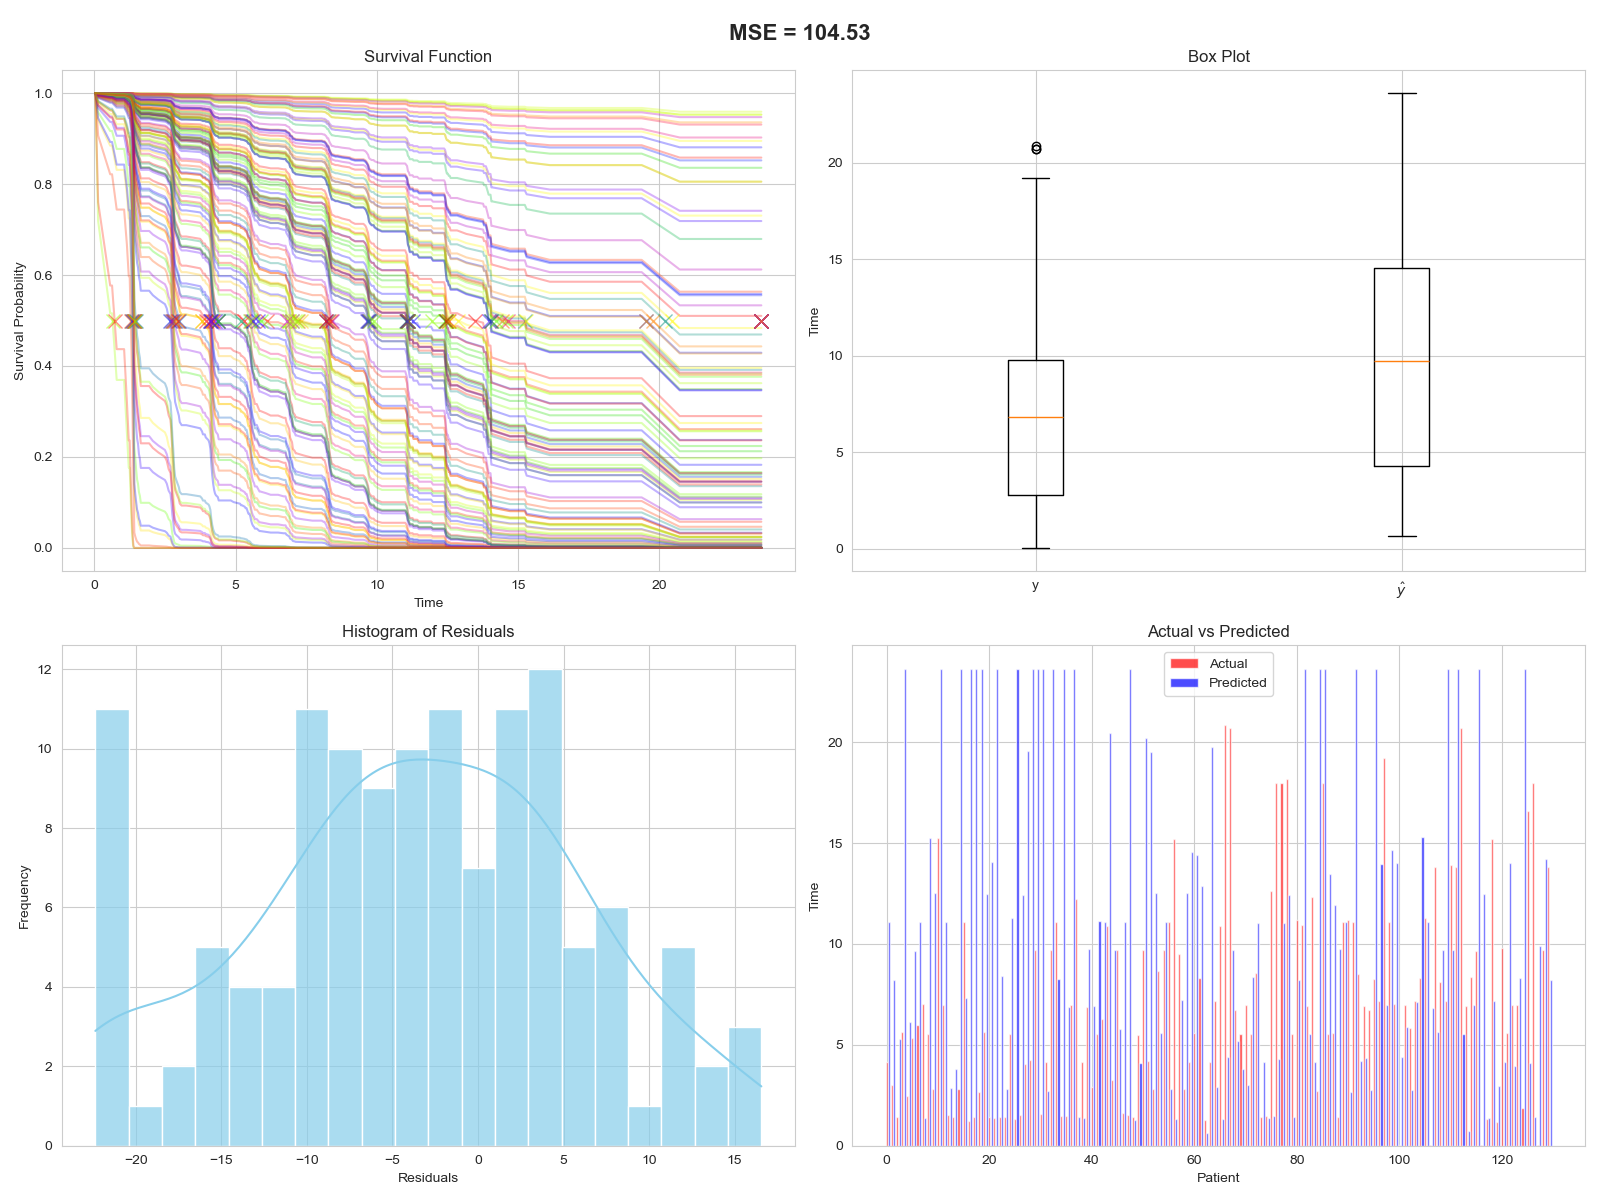 MSE = 104.53
Survival Function
Survival Probability
1.0
0.8
0.6
0.4
0.2
0.0
0 5 10 15 20
Time
Box Plot
Time
20
15
10
5
0
y ŷ
Histogram of Residuals
Frequency
12
10
8
6
4
2
0
−20 −15 −10 −5 0 5 10 15
Residuals
Actual vs Predicted
Actual
Predicted
Time
20
15
10
5
0
0 20 40 60 80 100 120
Patient